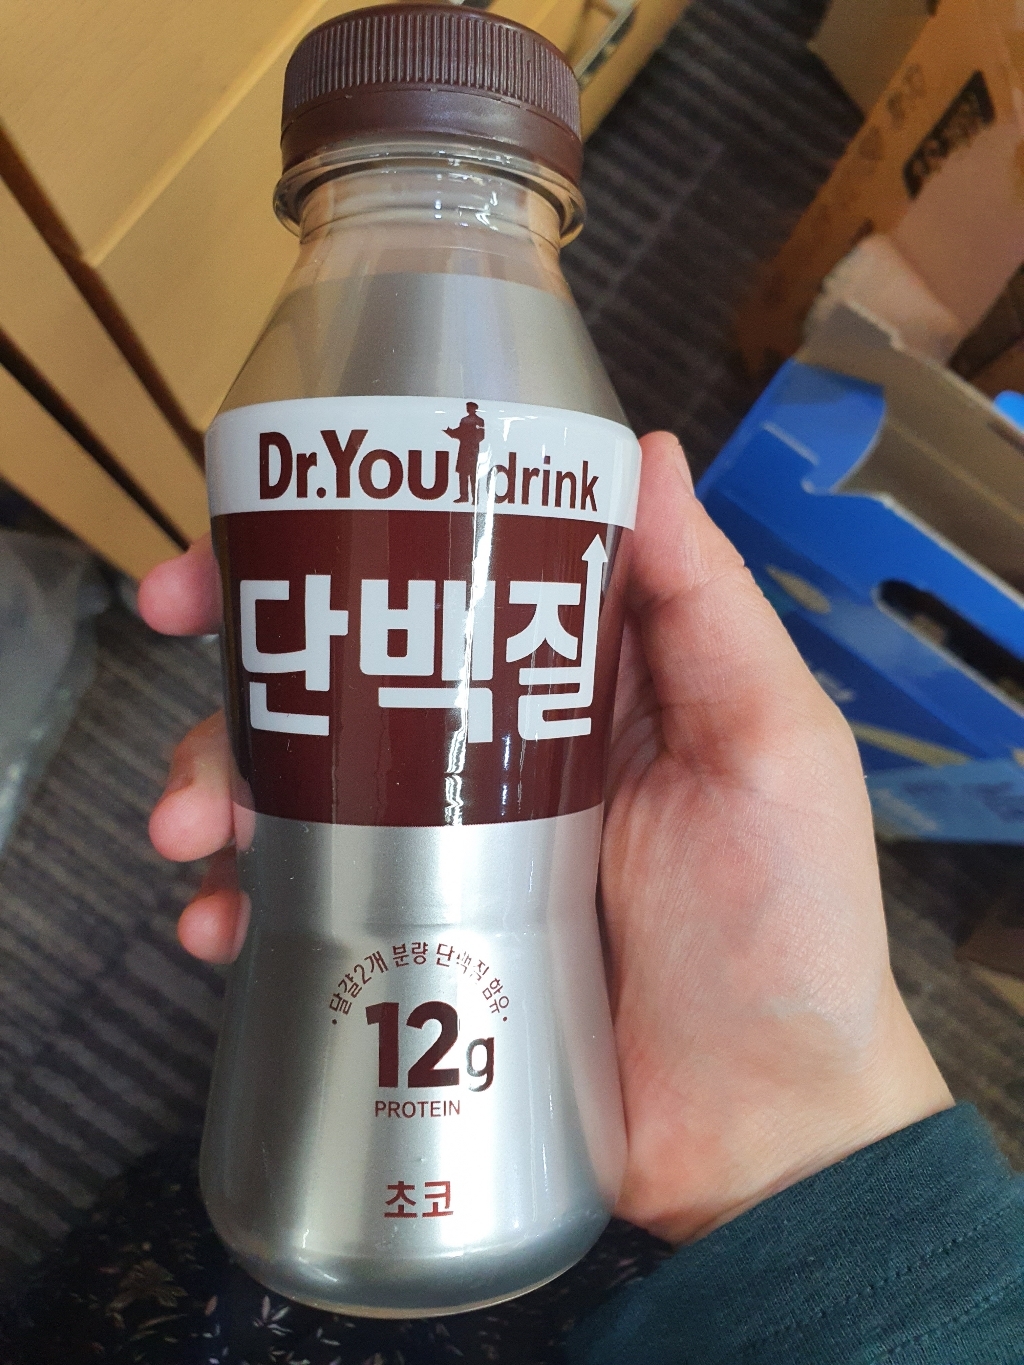 Dr.You drink
단백질
•달걀2개 분량 단백질 함유•
12g
PROTEIN
초코